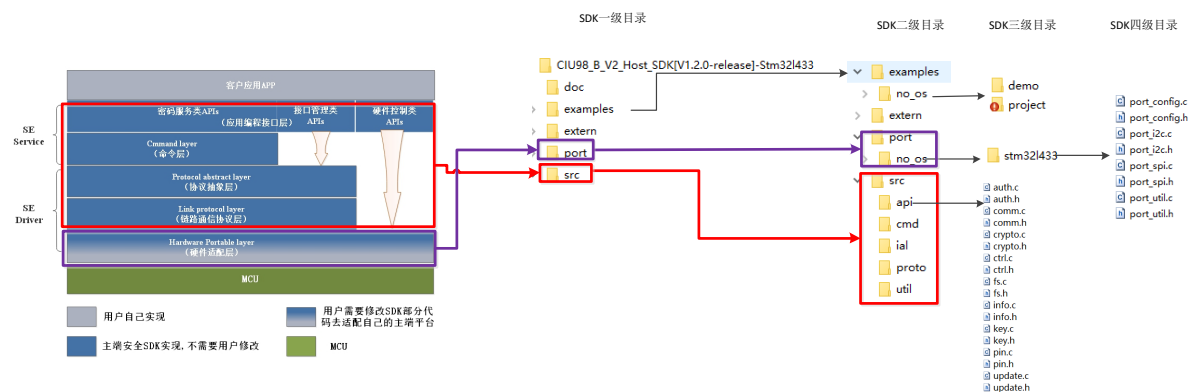 SDK一级目录
SDK二级目录
SDK三级目录
SDK四级目录
客户应用APP
密码服务类APIs
接口管理类
APIs
硬件控制类
APIs
(应用编程接口层)
SE
Service
Cmmand layer
(命令层)
Protocol abstract layer
(协议抽象层)
SE
Driver
Link protocol layer
(链路通信协议层)
Hardware Portable layer
(硬件适配层)
MCU
用户自己实现
用户需要修改SDK部分代
码去适配自己的主端平台
主端安全SDK实现,不需要用户修改
MCU
CIU98_B_V2_Host_SDK[V1.2.0-release]-Stm32l433
doc
examples
extern
port
src
examples
no_os
extern
port
no_os
src
api
cmd
ial
proto
util
demo
project
stm32l433
auth.c
auth.h
comm.c
comm.h
crypto.c
crypto.h
ctrl.c
ctrl.h
fs.c
fs.h
info.c
info.h
key.c
key.h
pin.c
pin.h
update.c
update.h
port_config.c
port_config.h
port_i2c.c
port_i2c.h
port_spi.c
port_spi.h
port_util.c
port_util.h